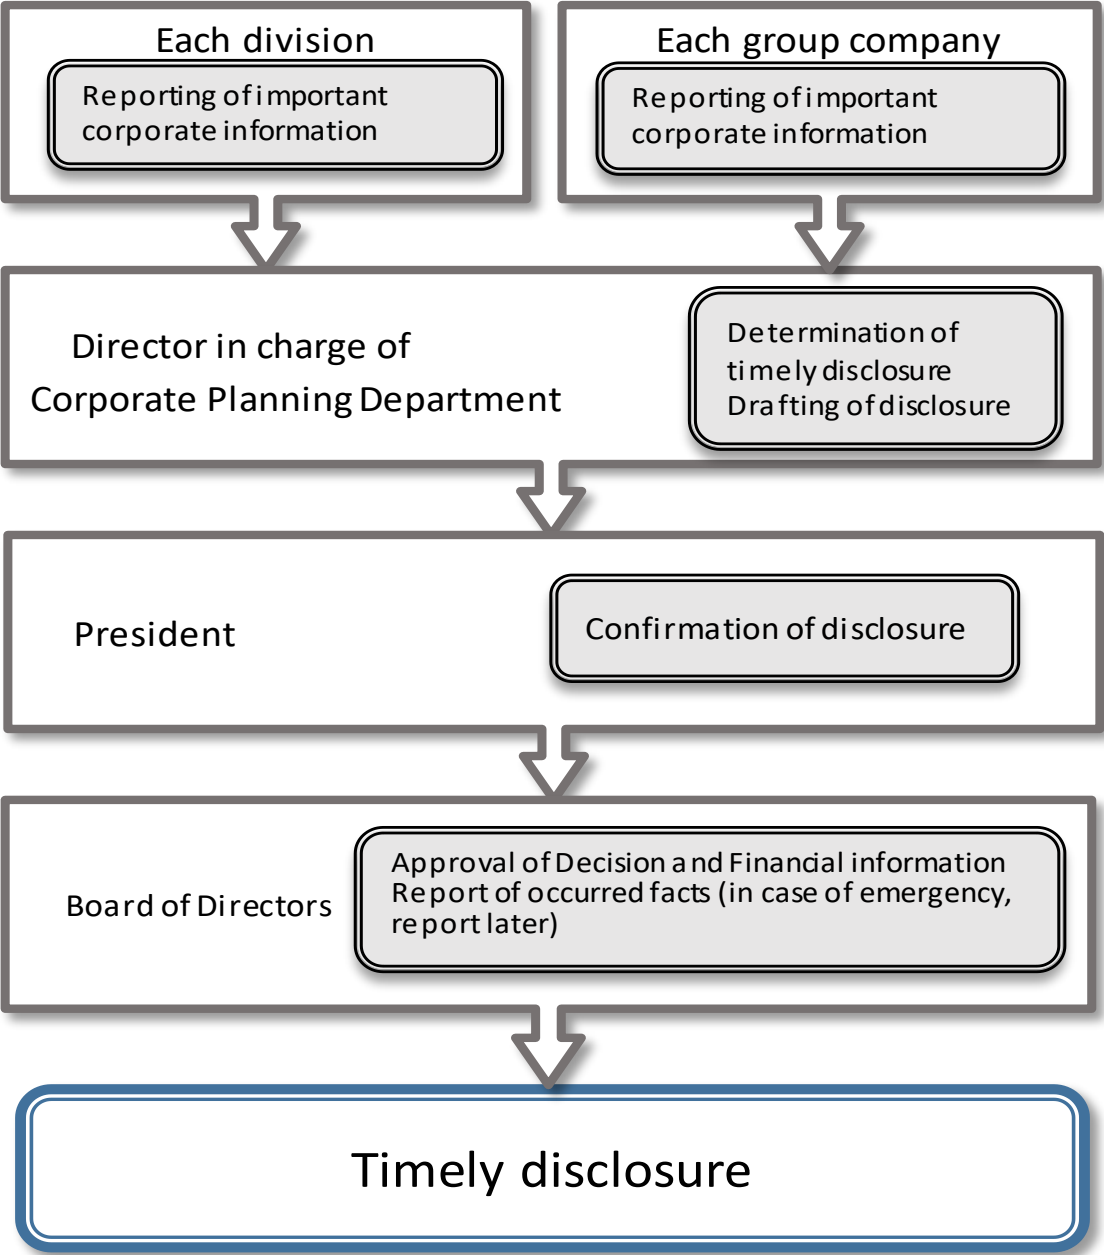 Each division
Reporting of important
corporate information
Each group company
Reporting of important
corporate information
Director in charge of
Corporate Planning Department
Determination of
timely disclosure
Drafting of disclosure
President
Confirmation of disclosure
Board of Directors
Approval of Decision and Financial information
Report of occurred facts (in case of emergency,
report later)
Timely disclosure